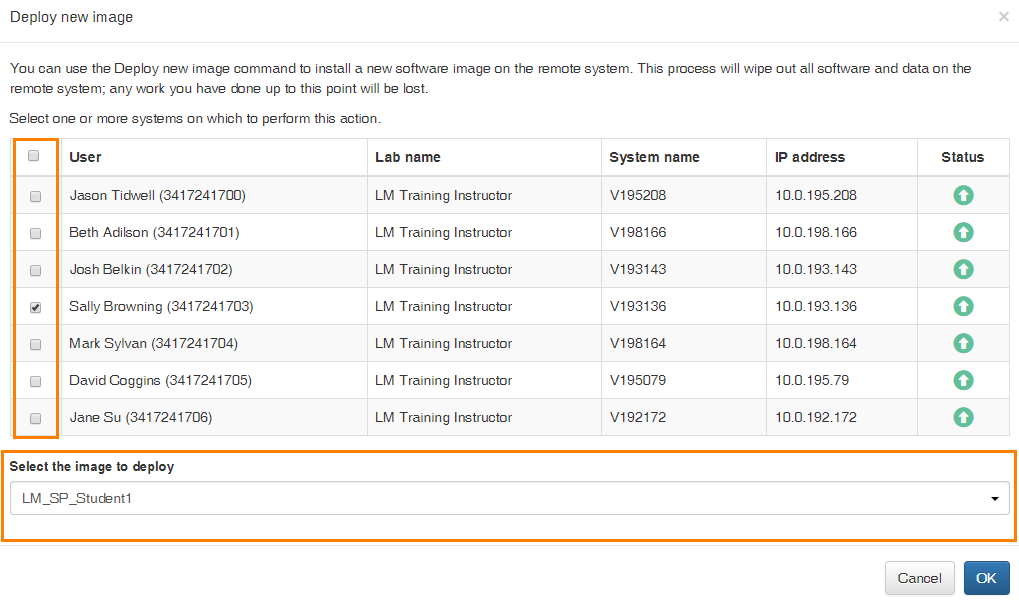 Deploy new image ×
You can use the Deploy new image command to install a new software image on the remote system. This process will wipe out all software and data on the
remote system; any work you have done up to this point will be lost.
Select one or more systems on which to perform this action.
User Lab name System name IP address Status
Jason Tidwell (3417241700) LM Training Instructor V195208 10.0.195.208
Beth Adilson (3417241701) LM Training Instructor V198166 10.0.198.166
Josh Belkin (3417241702) LM Training Instructor V193143 10.0.193.143
Sally Browning (3417241703) LM Training Instructor V193136 10.0.193.136
Mark Sylvan (3417241704) LM Training Instructor V198164 10.0.198.164
David Coggins (3417241705) LM Training Instructor V195079 10.0.195.79
Jane Su (3417241706) LM Training Instructor V192172 10.0.192.172
Select the image to deploy
LM_SP_Student1
Cancel OK